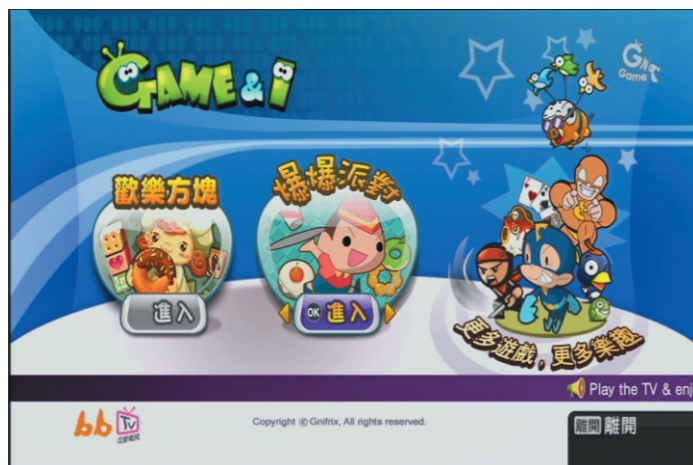 GAME & i
Gnic
Game
歡樂方塊
爆爆派對
進入
OK 進入
更多遊戲，更多樂趣
Play the TV & enj
bb TV
Copyright © Gnifrix, All rights reserved.
離開 離開